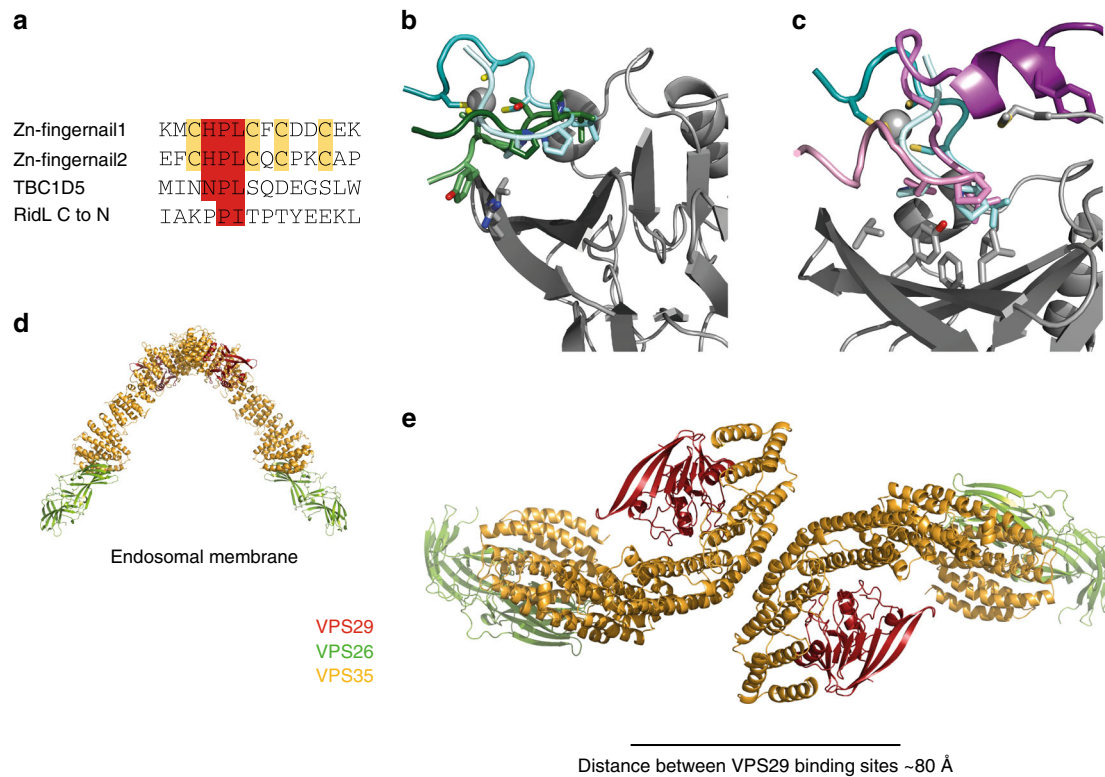 a
Zn-fingernail1 KMCHPLCFCDDCEK
Zn-fingernail2 EFCHPLCQCPKCAP
TBC1D5 MINNPLSQDEGSLW
RidL C to N IAKPPITPTYEEKL
b
c
d
Endosomal membrane
VPS29
VPS26
VPS35
e
Distance between VPS29 binding sites ~80 Å